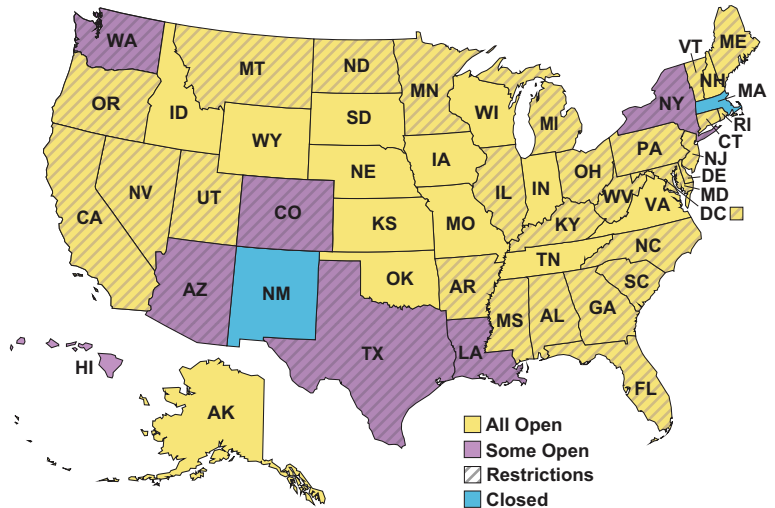 WA
MT
ND
MN
VT
ME
NH
MA
RI
CT
NY
OR
ID
SD
WI
MI
WY
PA
NJ
DE
MD
DC
IA
NE
OH
IL
IN
WV
VA
NV
UT
CA
CO
KS
MO
KY
NC
TN
AZ
NM
OK
AR
SC
MS
AL
GA
TX
LA
HI
FL
AK
All Open
Some Open
Restrictions
Closed